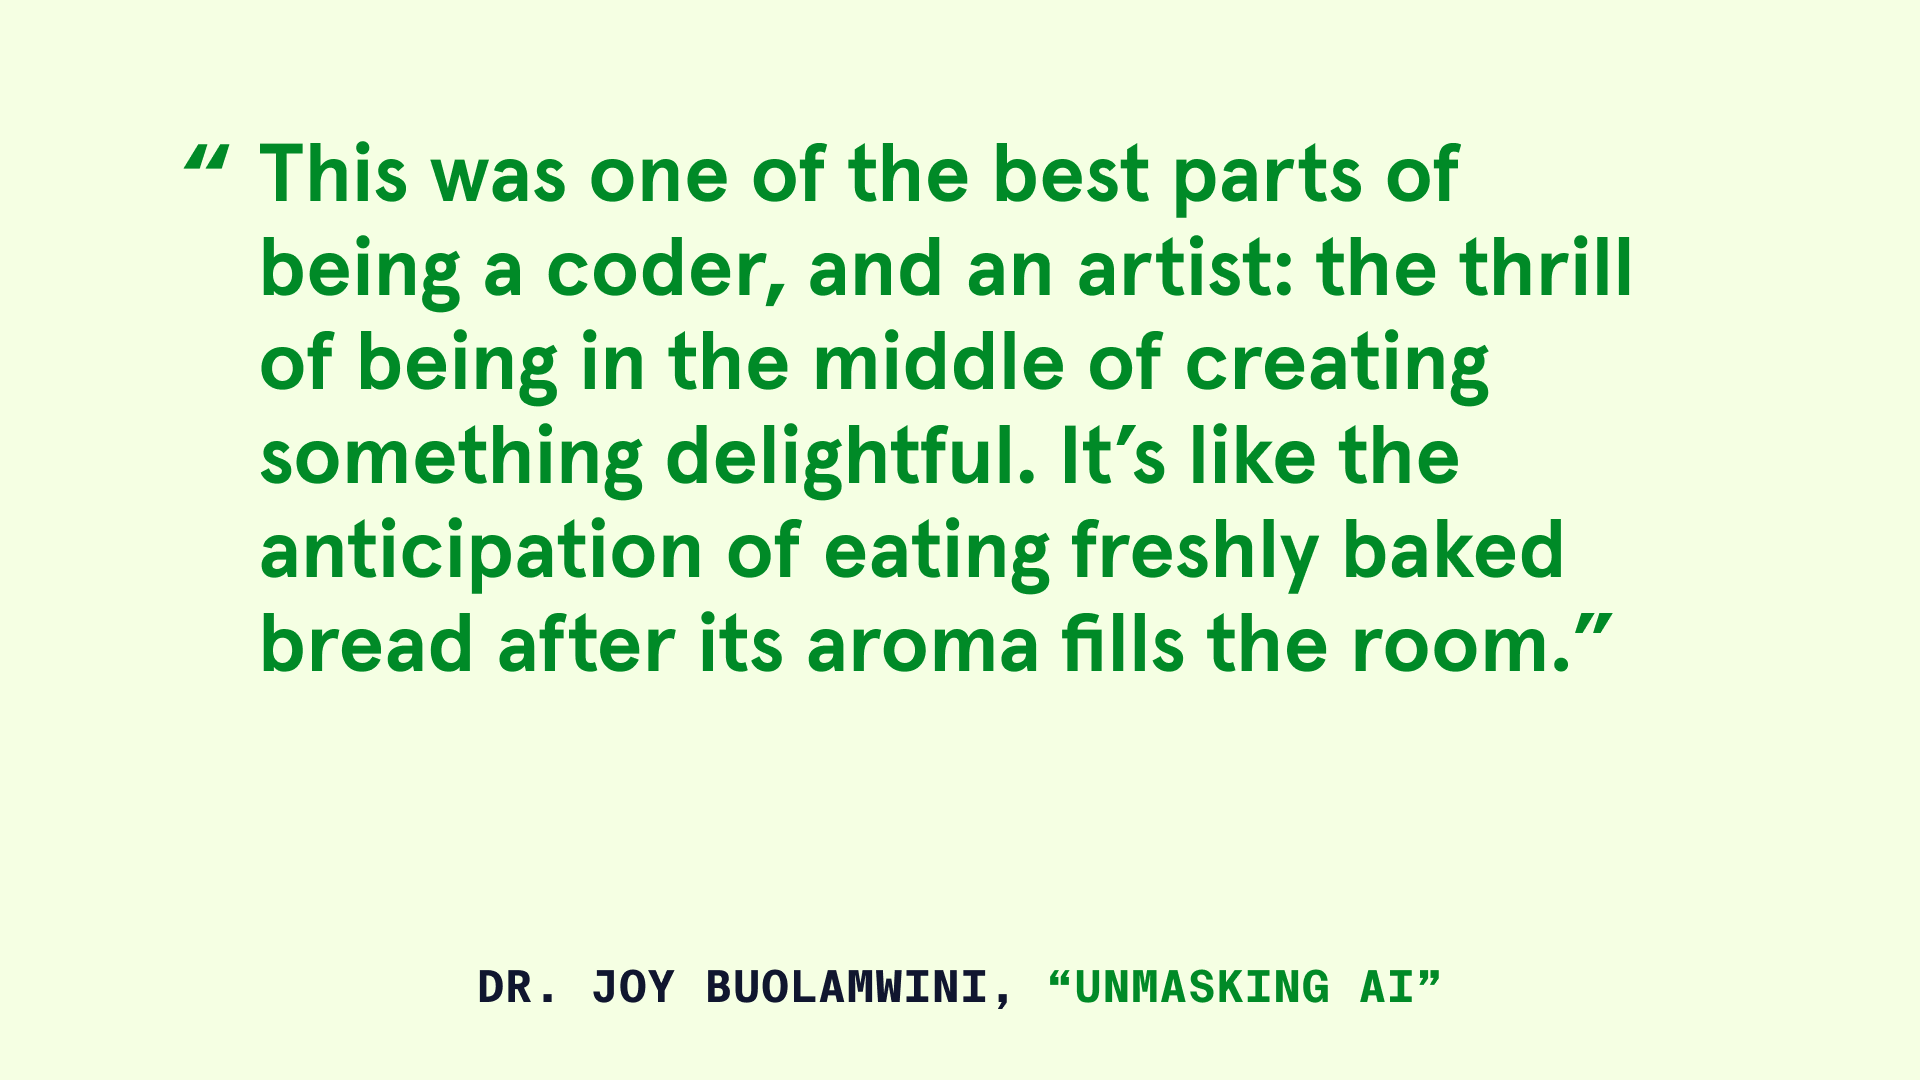 “ This was one of the best parts of
being a coder, and an artist: the thrill
of being in the middle of creating
something delightful. It’s like the
anticipation of eating freshly baked
bread after its aroma fills the room.”
DR. JOY BUOLAMWINI, “UNMASKING AI”